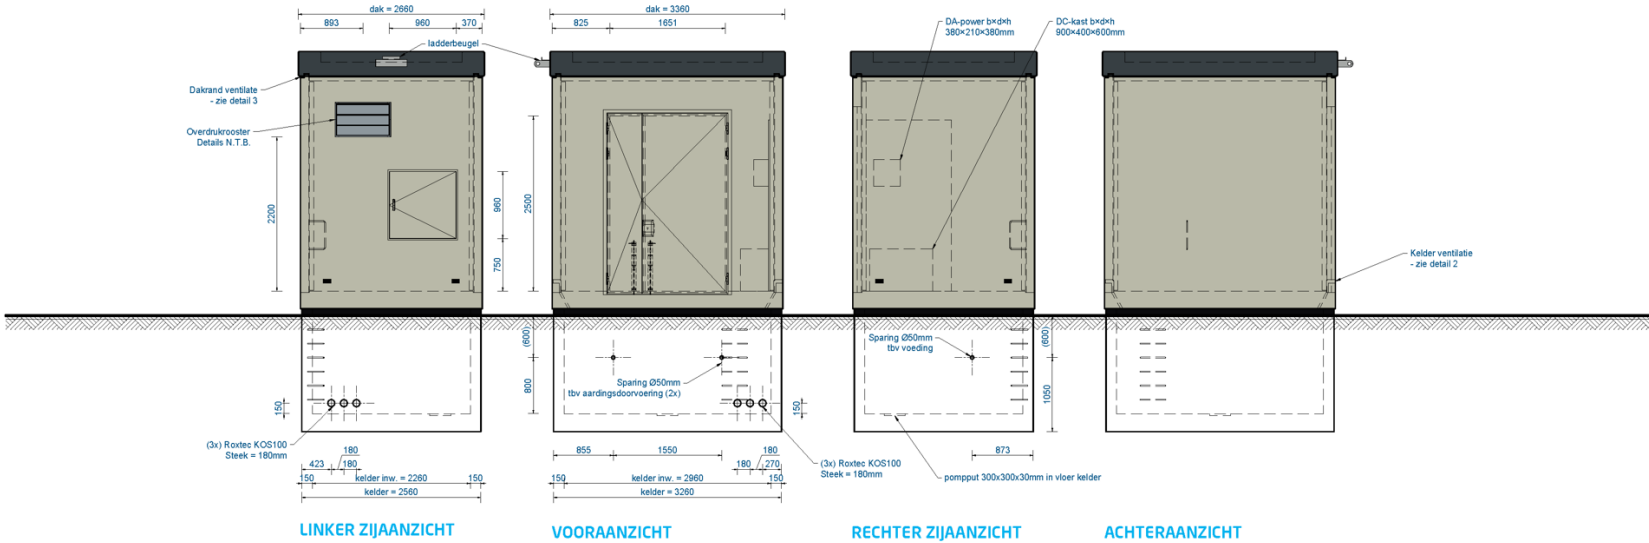 dak = 2660
893
960
370
ladderbeugel
Dakrand ventilate
- zie detail 3
Overdrukrooster
Details N.T.B.
2200
960
750
150
(3x) Roxtec KOS100
Steek = 180mm
180
423
180
150
kelder inw. = 2260
150
kelder = 2560
LINKER ZIJAANZICHT
dak = 3360
825
1651
2500
(600)
800
Sparing Ø50mm
tbv aardingsdoorvoering (2x)
150
855
1550
180
180
270
(3x) Roxtec KOS100
Steek = 180mm
150
kelder inw. = 2960
150
kelder = 3260
VOORAANZICHT
DA-power b×d×h
380×210×380mm
DC-kast b×d×h
900×400×600mm
Sparing Ø50mm
tbv voeding
(600)
1050
873
pompput 300x300x30mm in vloer kelder
RECHTER ZIJAANZICHT
Kelder ventilatie
- zie detail 2
ACHTERAANZICHT